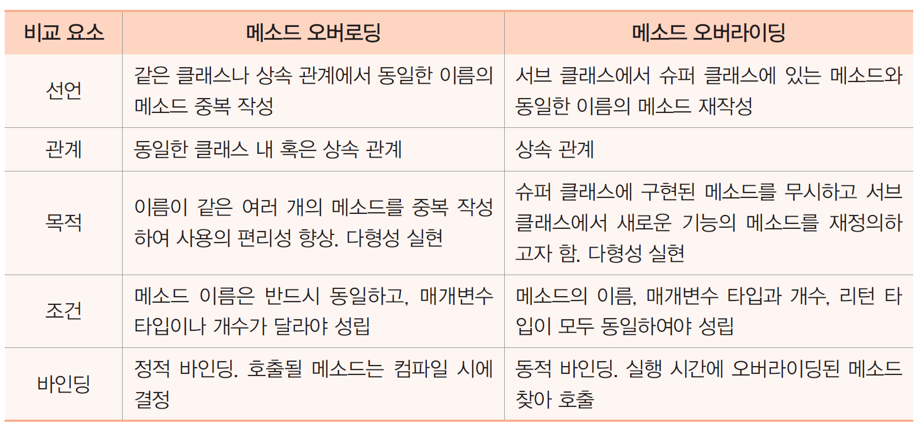 비교 요소
메소드 오버로딩
메소드 오버라이딩
선언
같은 클래스나 상속 관계에서 동일한 이름의
메소드 중복 작성
서브 클래스에서 슈퍼 클래스에 있는 메소드와
동일한 이름의 메소드 재작성
관계
동일한 클래스 내 혹은 상속 관계
상속 관계
목적
이름이 같은 여러 개의 메소드를 중복 작성
하여 사용의 편리성 향상. 다형성 실현
슈퍼 클래스에 구현된 메소드를 무시하고 서브
클래스에서 새로운 기능의 메소드를 재정의하
고자 함. 다형성 실현
조건
메소드 이름은 반드시 동일하고, 매개변수
타입이나 개수가 달라야 성립
메소드의 이름, 매개변수 타입과 개수, 리턴 타
입이 모두 동일하여야 성립
바인딩
정적 바인딩. 호출될 메소드는 컴파일 시에
결정
동적 바인딩. 실행 시간에 오버라이딩된 메소드
찾아 호출